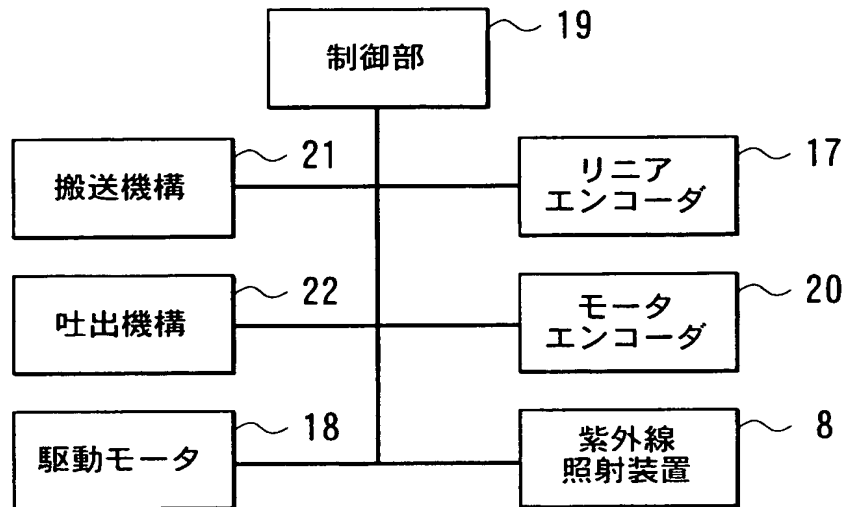 制御部
19
搬送機構
21
リニア
エンコーダ
17
吐出機構
22
モータ
エンコーダ
20
駆動モータ
18
紫外線
照射装置
8